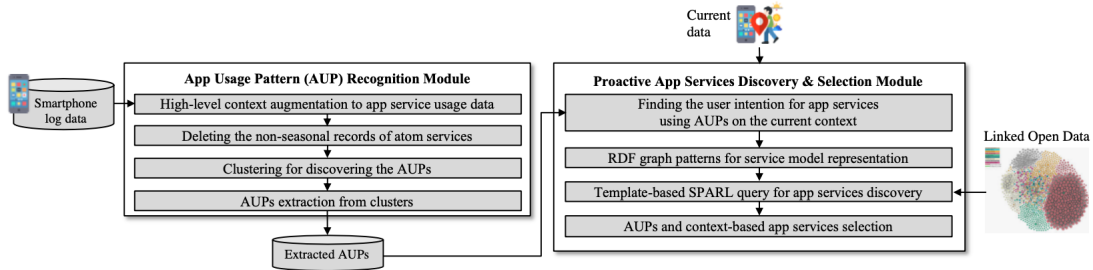 Current
data
App Usage Pattern (AUP) Recognition Module
Smartphone
log data
High-level context augmentation to app service usage data
Deleting the non-seasonal records of atom services
Clustering for discovering the AUPs
AUPs extraction from clusters
Extracted AUPs
Proactive App Services Discovery & Selection Module
Finding the user intention for app services
using AUPs on the current context
RDF graph patterns for service model representation
Template-based SPARL query for app services discovery
AUPs and context-based app services selection
Linked Open Data